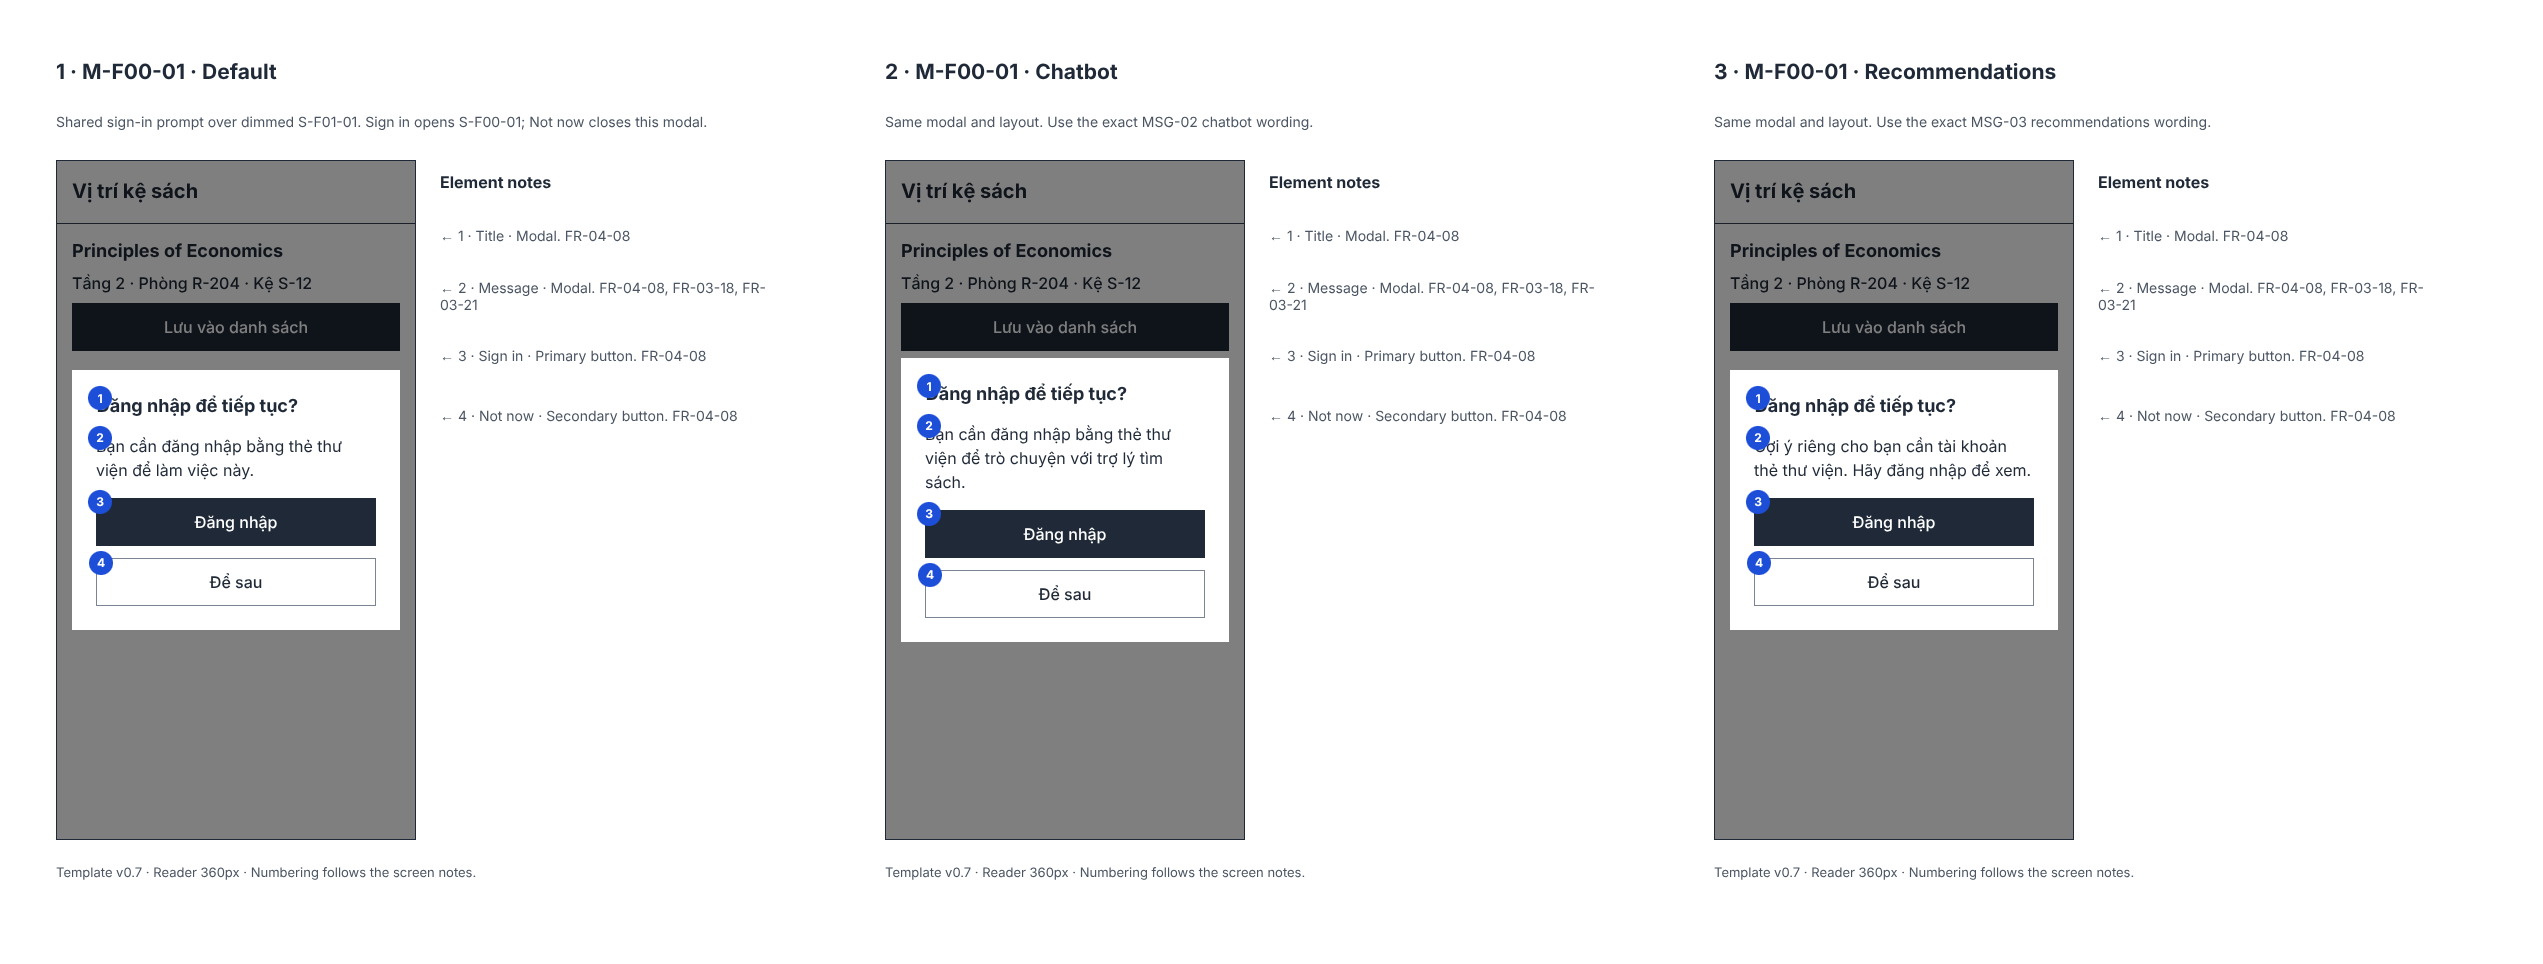 1 · M-F00-01 · Default
Shared sign-in prompt over dimmed S-F01-01. Sign in opens S-F00-01; Not now closes this modal.
Vị trí kệ sách
Principles of Economics
Tầng 2 · Phòng R-204 · Kệ S-12
Lưu vào danh sách
1
Đăng nhập để tiếp tục?
2
Bạn cần đăng nhập bằng thẻ thư
viện để làm việc này.
3
Đăng nhập
4
Để sau
Element notes
← 1 · Title · Modal. FR-04-08
← 2 · Message · Modal. FR-04-08, FR-03-18, FR-
03-21
← 3 · Sign in · Primary button. FR-04-08
← 4 · Not now · Secondary button. FR-04-08
Template v0.7 · Reader 360px · Numbering follows the screen notes.
2 · M-F00-01 · Chatbot
Same modal and layout. Use the exact MSG-02 chatbot wording.
Vị trí kệ sách
Principles of Economics
Tầng 2 · Phòng R-204 · Kệ S-12
Lưu vào danh sách
1
Đăng nhập để tiếp tục?
2
Bạn cần đăng nhập bằng thẻ thư
viện để trò chuyện với trợ lý tìm
sách.
3
Đăng nhập
4
Để sau
Element notes
← 1 · Title · Modal. FR-04-08
← 2 · Message · Modal. FR-04-08, FR-03-18, FR-
03-21
← 3 · Sign in · Primary button. FR-04-08
← 4 · Not now · Secondary button. FR-04-08
Template v0.7 · Reader 360px · Numbering follows the screen notes.
3 · M-F00-01 · Recommendations
Same modal and layout. Use the exact MSG-03 recommendations wording.
Vị trí kệ sách
Principles of Economics
Tầng 2 · Phòng R-204 · Kệ S-12
Lưu vào danh sách
1
Đăng nhập để tiếp tục?
2
Gợi ý riêng cho bạn cần tài khoản
thẻ thư viện. Hãy đăng nhập để xem.
3
Đăng nhập
4
Để sau
Element notes
← 1 · Title · Modal. FR-04-08
← 2 · Message · Modal. FR-04-08, FR-03-18, FR-
03-21
← 3 · Sign in · Primary button. FR-04-08
← 4 · Not now · Secondary button. FR-04-08
Template v0.7 · Reader 360px · Numbering follows the screen notes.